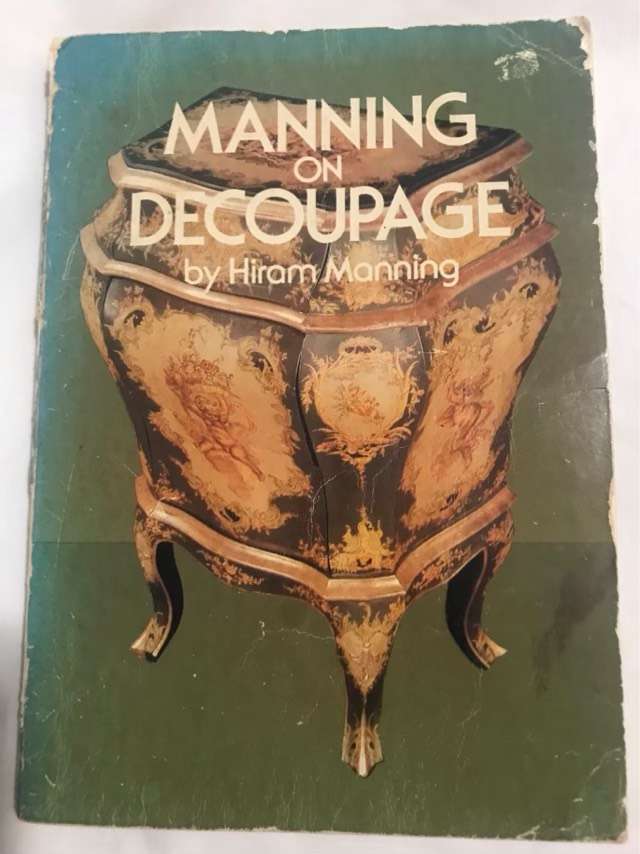 MANNING
ON
DECOUPAGE
by Hiram Manning